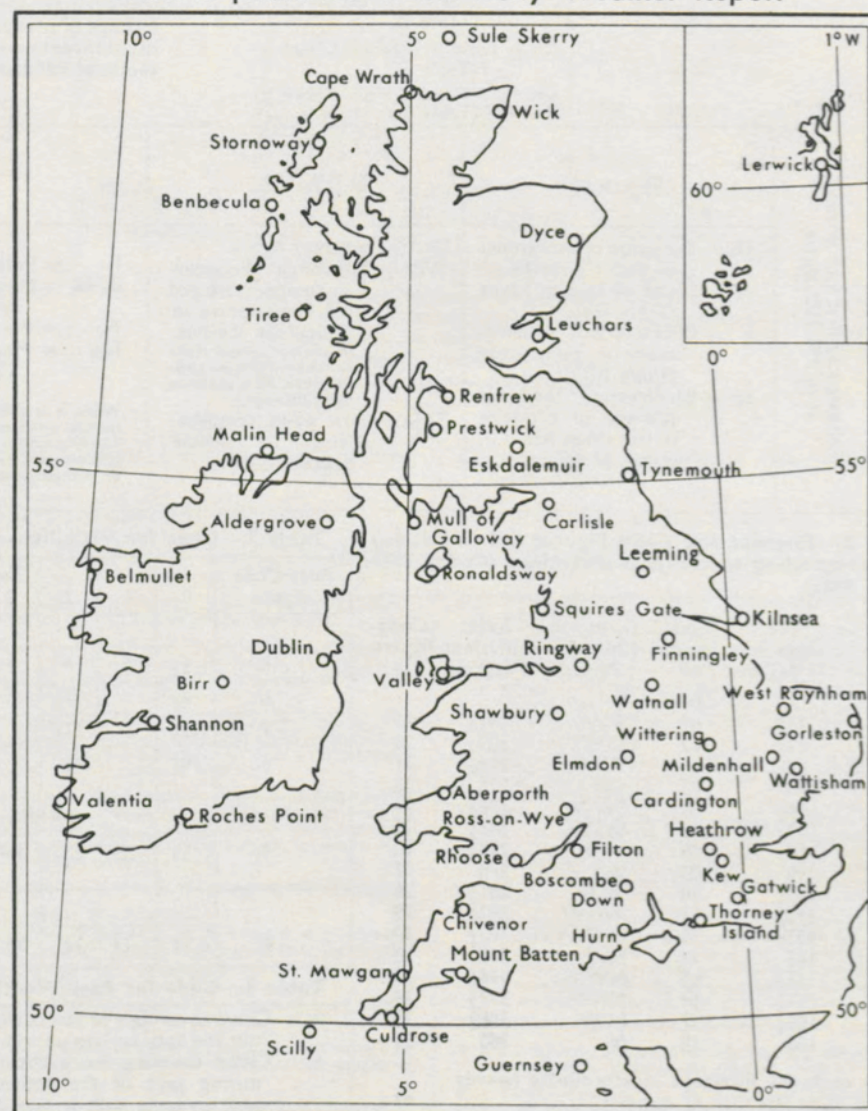 10°
5°
Sule Skerry
1° W
Cape Wrath
Wick
Stornoway
Lerwick
60°
Benbecula
Dyce
Tiree
Leuchars
0°
Renfrew
Prestwick
Malin Head
Eskdalemuir
55°
Tynemouth
55°
Aldergrove
Mull of
Galloway
Carlisle
Leeming
Belmullet
Ronaldsway
Squires Gate
Kilnsea
Dublin
Ringway
Finningley
Birr
Valley
Watnall
West Raynham
Shannon
Shawbury
Wittering
Gorleston
Elmdon
Mildenhall
Wattisham
Valentia
Aberporth
Cardington
Roches Point
Ross-on-Wye
Heathrow
Rhoose
Filton
Kew
Boscombe
Down
Gatwick
Chivenor
Hurn
Thorney
Island
Mount Batten
St. Mawgan
50°
50°
Culdrose
Scilly
Guernsey
10°
5°
0°